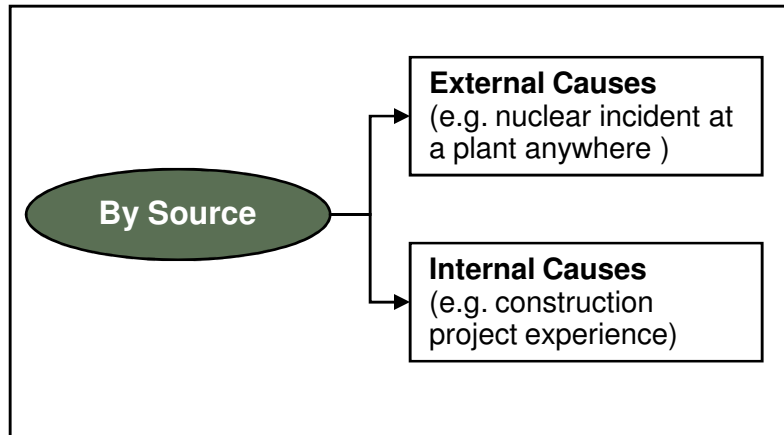 By Source
External Causes
(e.g. nuclear incident at
a plant anywhere )
Internal Causes
(e.g. construction
project experience)